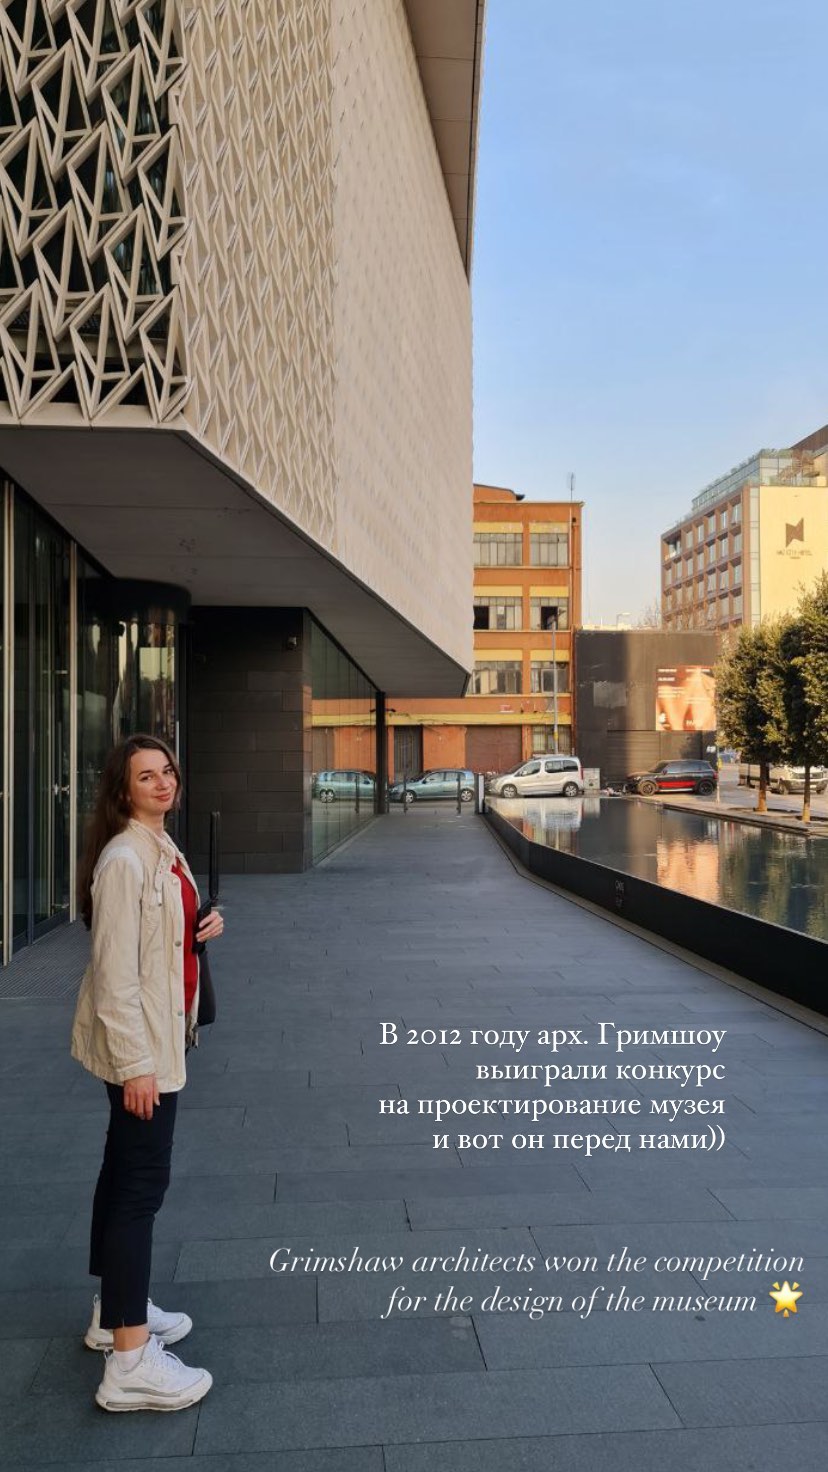 В 2012 году арх. Гримшоу
выиграли конкурс
на проектирование музея
и вот он перед нами))
Grimshaw architects won the competition
for the design of the museum 🌟